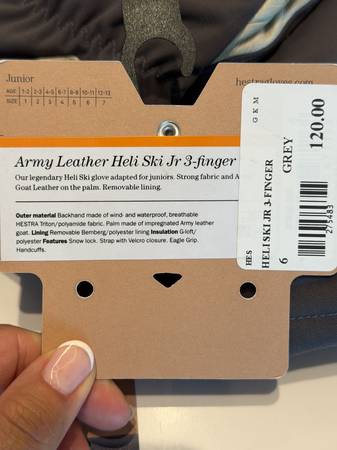 Junior
hestragloves.com
AGE 1-2 2-3 4-5 6-7 8-9 10-11 12-13
SIZE 1 2 3 4 5 6 7
Army Leather Heli Ski Jr 3-finger
Our legendary Heli Ski glove adapted for juniors. Strong fabric and A
Goat Leather on the palm. Removable lining.
Outer material Backhand made of wind- and waterproof, breathable
HESTRA Triton/polyamide fabric. Palm made of impregnated Army leather
goat. Lining Removable Bemberg/polyester lining Insulation G-loft/
polyester Features Snow lock. Strap with Velcro closure. Eagle Grip.
Handcuffs.
G K M
120.00
HES
HELI SKI JR 3-FINGER
6
GREY
275483